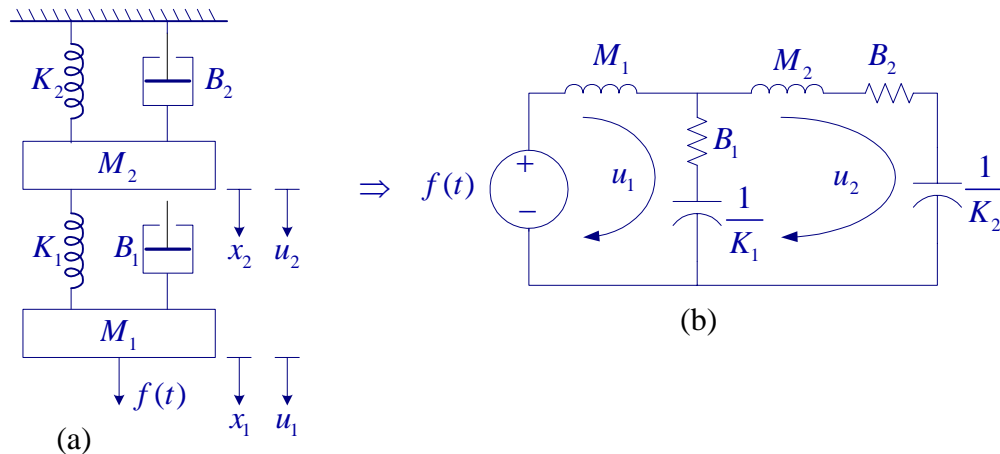 K₂
B₂
M₂
K₁
B₁
x₂
u₂
M₁
f(t)
x₁
u₁
(a)
⇒
M₁
M₂
B₂
f(t)
+
−
u₁
B₁
1/K₁
u₂
1/K₂
(b)